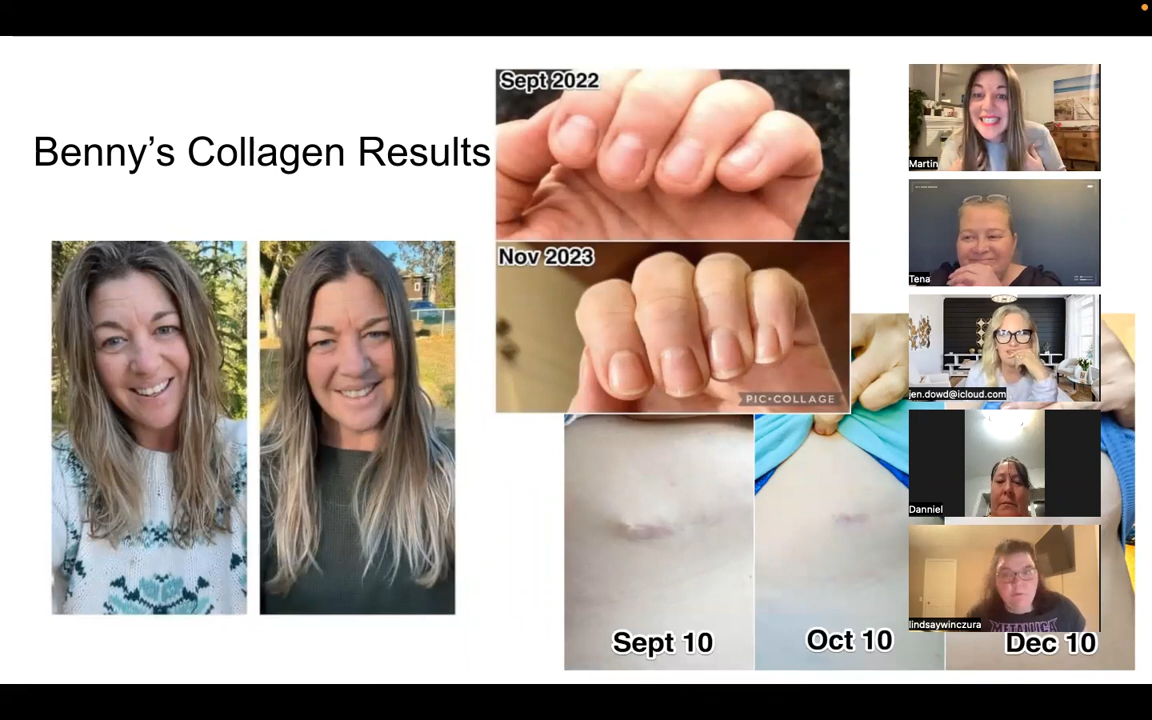 Benny's Collagen Results
Sept 2022
Nov 2023
PIC•COLLAGE
Sept 10
Oct 10
Dec 10
Martin
Tena
jen.dowd@icloud.com
Danniel
lindsaywinczura
METALLICA